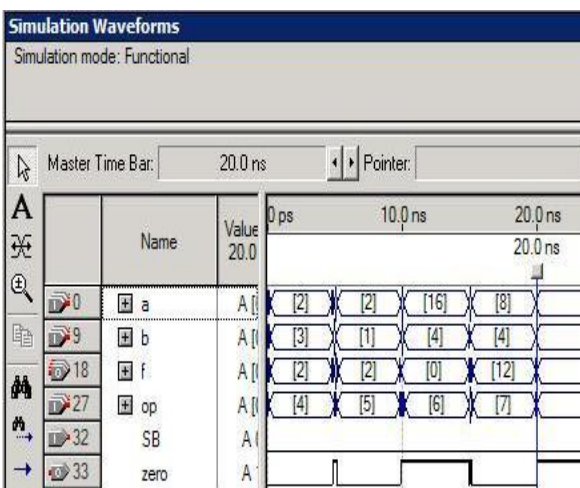 Simulation Waveforms
Simulation mode: Functional
Master Time Bar: 20.0 ns Pointer:
A
Name Value 20.0
0 ps 10.0 ns 20.0 ns
20.0 ns
0 a A [ [2] [2] [16] [8]
9 b A [ [3] [1] [4] [4]
18 f A [ [2] [2] [0] [12]
27 op A [ [4] [5] [6] [7]
32 SB A
33 zero A